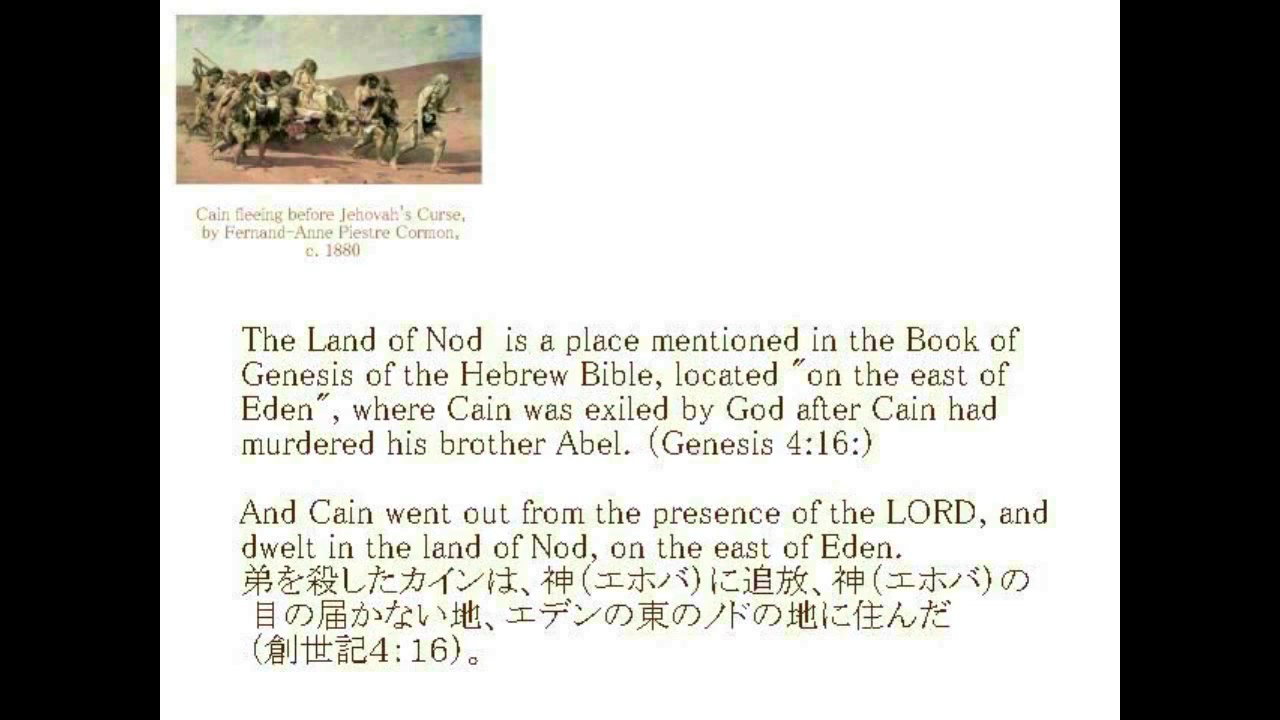 Cain fleeing before Jehovah's Curse,
by Fernand-Anne Piestre Cormon,
c. 1880
The Land of Nod is a place mentioned in the Book of
Genesis of the Hebrew Bible, located "on the east of
Eden", where Cain was exiled by God after Cain had
murdered his brother Abel. (Genesis 4:16:)
And Cain went out from the presence of the LORD, and
dwelt in the land of Nod, on the east of Eden.
弟を殺したカインは、神(エホバ)に追放、神(エホバ)の
目の届かない地、エデンの東のノドの地に住んだ
(創世記4:16)。